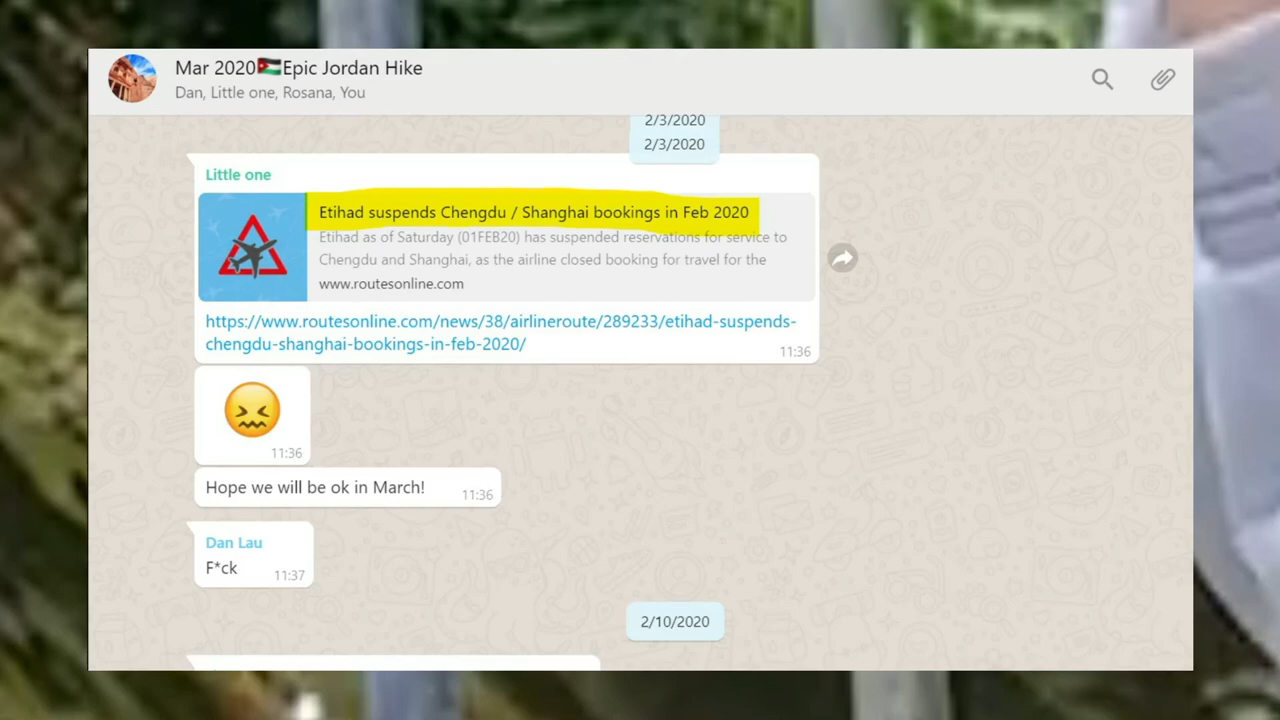 Mar 2020🇯🇴Epic Jordan Hike
Dan, Little one, Rosana, You
2/3/2020
2/3/2020
Little one
Etihad suspends Chengdu / Shanghai bookings in Feb 2020
Etihad as of Saturday (01FEB20) has suspended reservations for service to
Chengdu and Shanghai, as the airline closed booking for travel for the
www.routesonline.com
https://www.routesonline.com/news/38/airlineroute/289233/etihad-suspends-
chengdu-shanghai-bookings-in-feb-2020/
11:36
11:36
Hope we will be ok in March! 11:36
Dan Lau
F*ck 11:37
2/10/2020